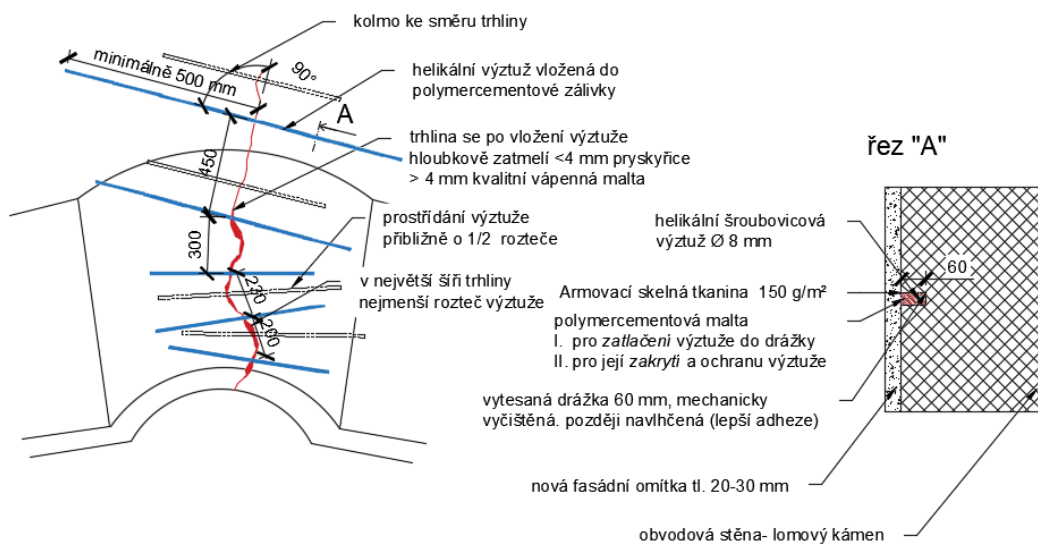 kolmo ke směru trhliny
minimálně 500 mm
90°
helikální výztuž vložená do
polymercementové zálivky
A
trhlina se po vložení výztuže
hloubkově zatmelí <4 mm pryskyřice
> 4 mm kvalitní vápenná malta
450
prostřídání výztuže
přibližně o 1/2 rozteče
300
v největší šíři trhliny
nejmenší rozteč výztuže
230
200
řez "A"
helikální šroubovicová
výztuž Ø 8 mm
60
Armovací skelná tkanina 150 g/m²
polymercementová malta
I. pro zatlačení výztuže do drážky
II. pro její zakrytí a ochranu výztuže
vytesaná drážka 60 mm, mechanicky
vyčištěná. později navlhčená (lepší adheze)
nová fasádní omítka tl. 20-30 mm
obvodová stěna- lomový kámen